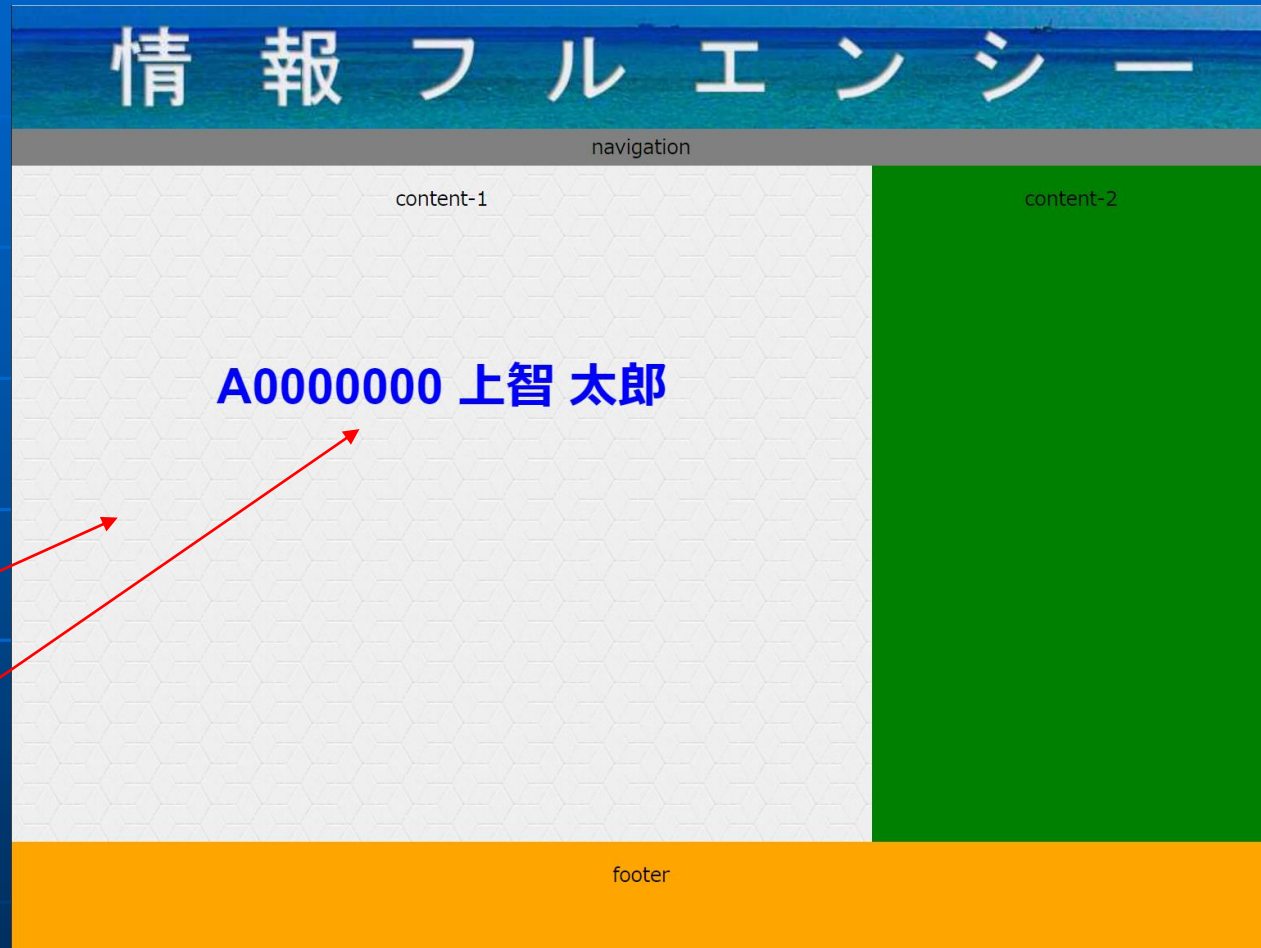 情報フルエンシー
navigation
content-1
content-2
A0000000 上智 太郎
footer